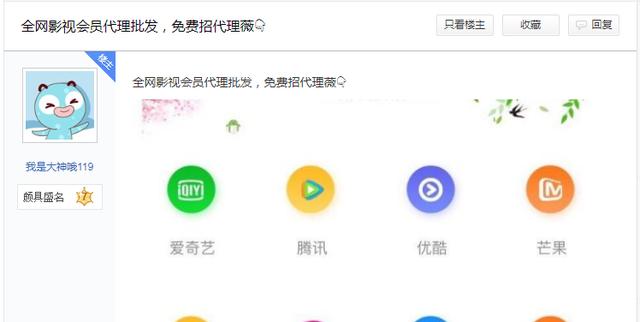 全网影视会员代理批发，免费招代理薇👇
只看楼主
收藏
回复
楼主
全网影视会员代理批发，免费招代理薇👇
我是大神哦119
颇具盛名
7
iQIY
爱奇艺
腾讯
优酷
芒果